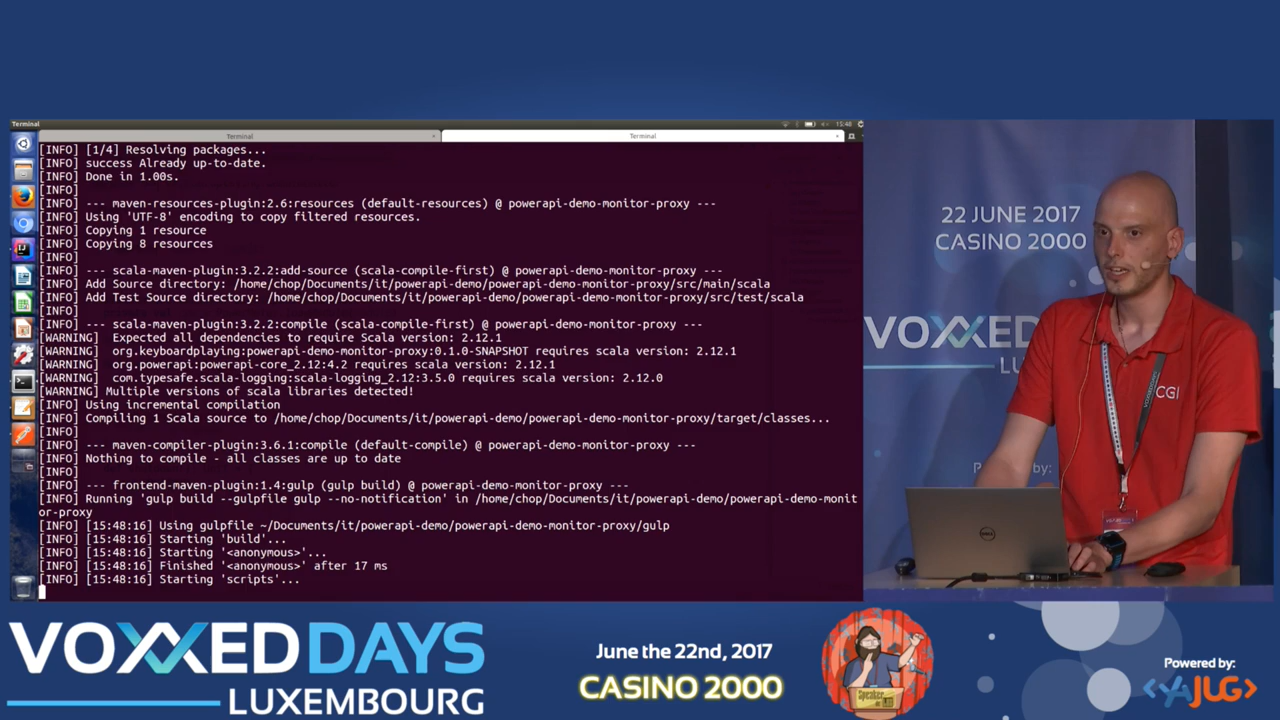 Terminal
15:48
Terminal
Terminal
[INFO] [1/4] Resolving packages...
[INFO] success Already up-to-date.
[INFO] Done in 1.00s.
[INFO]
[INFO] --- maven-resources-plugin:2.6:resources (default-resources) @ powerapi-demo-monitor-proxy ---
[INFO] Using 'UTF-8' encoding to copy filtered resources.
[INFO] Copying 1 resource
[INFO] Copying 8 resources
[INFO]
[INFO] --- scala-maven-plugin:3.2.2:add-source (scala-compile-first) @ powerapi-demo-monitor-proxy ---
[INFO] Add Source directory: /home/chop/Documents/it/powerapi-demo/powerapi-demo-monitor-proxy/src/main/scala
[INFO] Add Test Source directory: /home/chop/Documents/it/powerapi-demo/powerapi-demo-monitor-proxy/src/test/scala
[INFO]
[INFO] --- scala-maven-plugin:3.2.2:compile (scala-compile-first) @ powerapi-demo-monitor-proxy ---
[WARNING]  Expected all dependencies to require Scala version: 2.12.1
[WARNING]  org.keyboardplaying:powerapi-demo-monitor-proxy:0.1.0-SNAPSHOT requires scala version: 2.12.1
[WARNING]  org.powerapi:powerapi-core_2.12:4.2 requires scala version: 2.12.1
[WARNING]  com.typesafe.scala-logging:scala-logging_2.12:3.5.0 requires scala version: 2.12.0
[WARNING] Multiple versions of scala libraries detected!
[INFO] Using incremental compilation
[INFO] Compiling 1 Scala source to /home/chop/Documents/it/powerapi-demo/powerapi-demo-monitor-proxy/target/classes...
[INFO]
[INFO] --- maven-compiler-plugin:3.6.1:compile (default-compile) @ powerapi-demo-monitor-proxy ---
[INFO] Nothing to compile - all classes are up to date
[INFO]
[INFO] --- frontend-maven-plugin:1.4:gulp (gulp build) @ powerapi-demo-monitor-proxy ---
[INFO] Running 'gulp build --gulpfile gulp --no-notification' in /home/chop/Documents/it/powerapi-demo/powerapi-demo-monit
or-proxy
[INFO] [15:48:16] Using gulpfile ~/Documents/it/powerapi-demo/powerapi-demo-monitor-proxy/gulp
[INFO] [15:48:16] Starting 'build'...
[INFO] [15:48:16] Starting '<anonymous>'...
[INFO] [15:48:16] Finished '<anonymous>' after 17 ms
[INFO] [15:48:16] Starting 'scripts'...
22 JUNE 2017
CASINO 2000
VOXXED
LU
by:
CGI
DELL
VOXXED DAYS
LUXEMBOURG
June the 22nd, 2017
CASINO 2000
Speaker
Powered by:
YAJUG